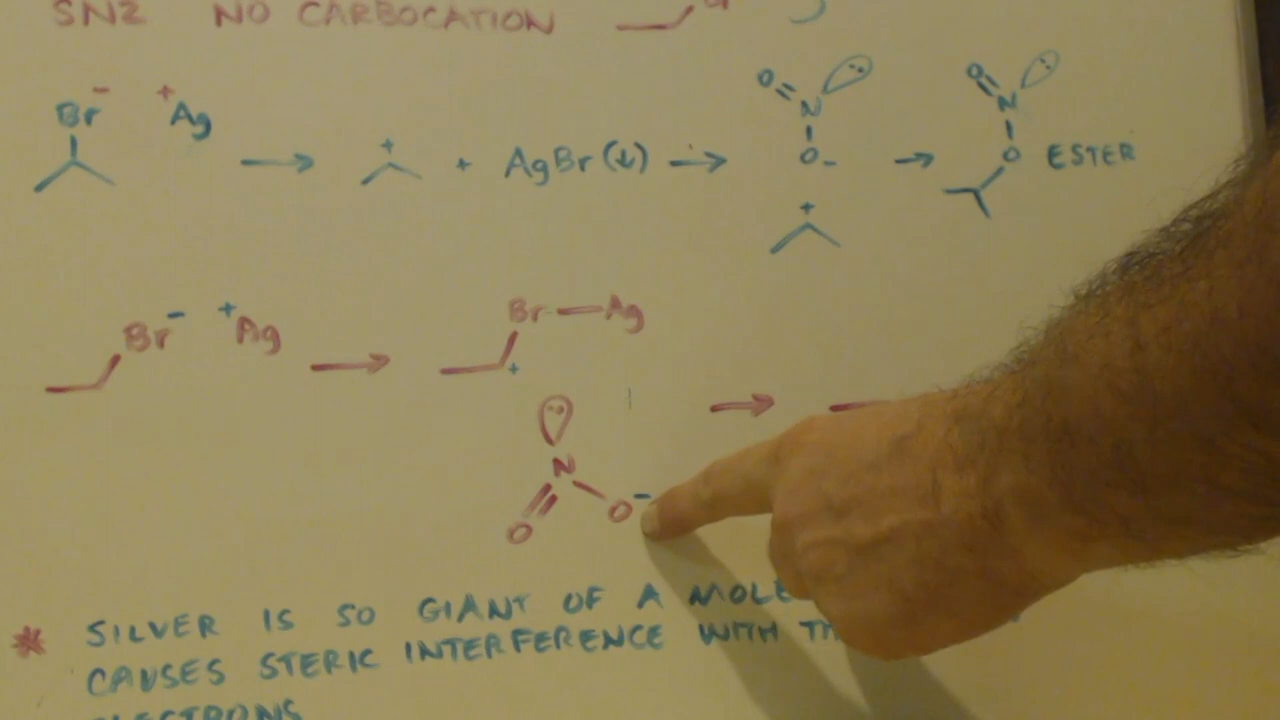 SN2 NO CARBOCATION
Br - + Ag → + + AgBr (↓) → O = N : O - + → O = N : O ESTER
Br - + Ag → Br — Ag + N : O O - →
* SILVER IS SO GIANT OF A
CAUSES STERIC INTERFERENCE WITH
ELECTRONS